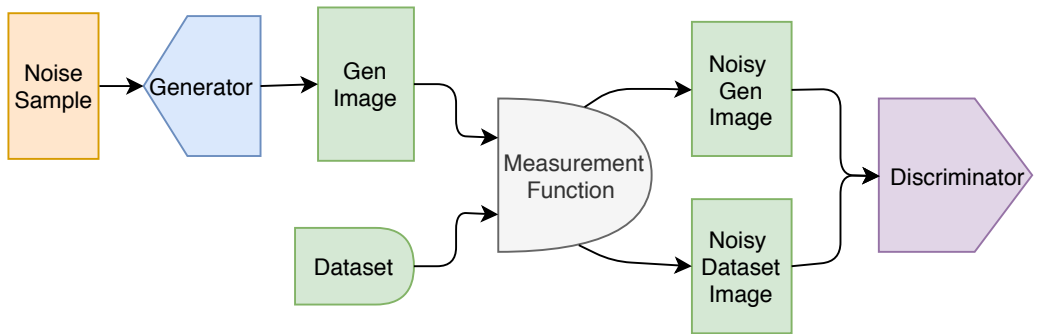 Noise
Sample
Generator
Gen
Image
Dataset
Measurement
Function
Noisy
Gen
Image
Noisy
Dataset
Image
Discriminator